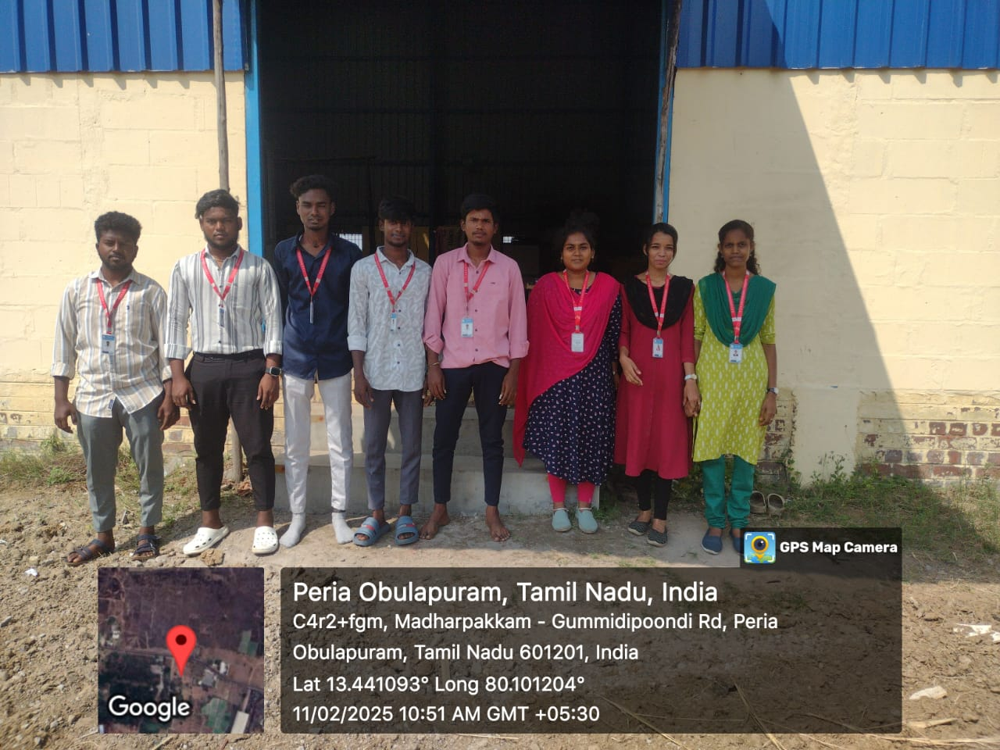 GPS Map Camera
Peria Obulapuram, Tamil Nadu, India
C4r2+fgm, Madharpakkam - Gummidipoondi Rd, Peria
Obulapuram, Tamil Nadu 601201, India
Lat 13.441093° Long 80.101204°
11/02/2025 10:51 AM GMT +05:30
Google